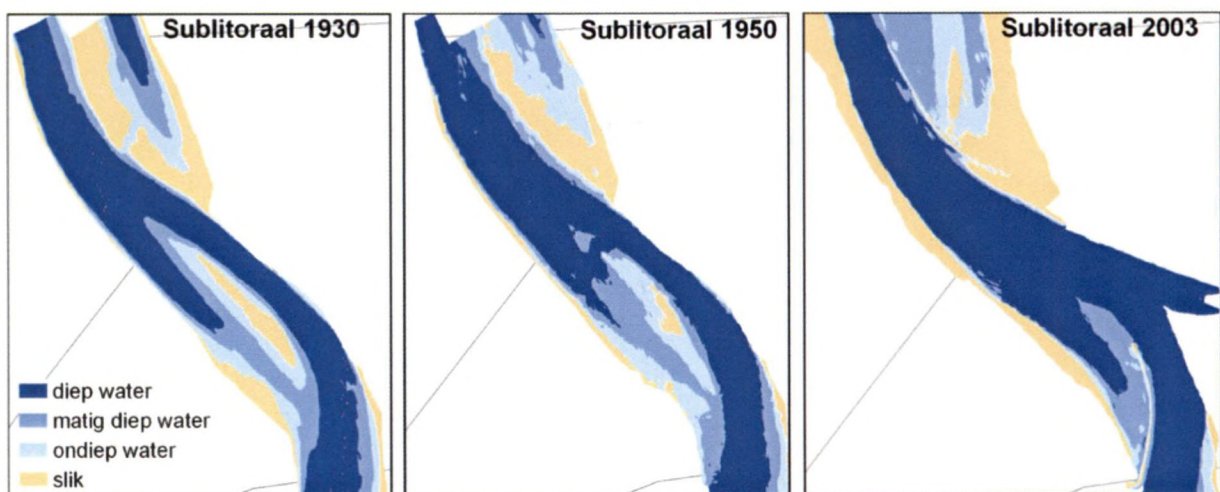 Sublitoraal 1930
Sublitoraal 1950
Sublitoraal 2003
diep water
matig diep water
ondiep water
slik